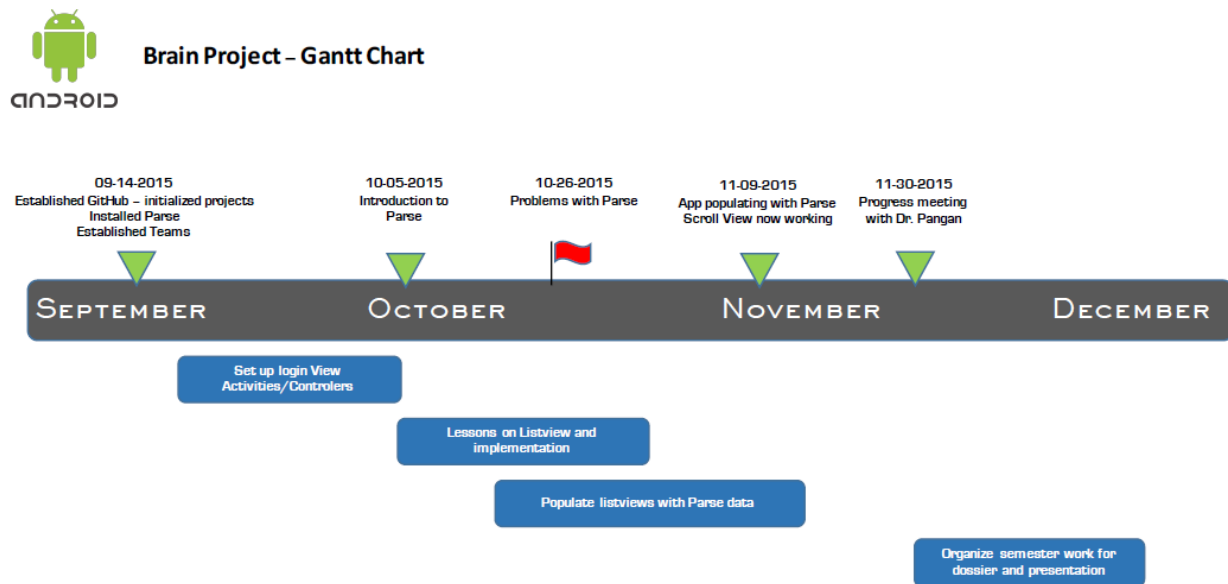 Brain Project – Gantt Chart
ANDROID
09-14-2015
Established GitHub – initialized projects
Installed Parse
Established Teams
10-05-2015
Introduction to
Parse
10-26-2015
Problems with Parse
11-09-2015
App populating with Parse
Scroll View now working
11-30-2015
Progress meeting
with Dr. Pangan
September
October
November
December
Set up login View
Activities/Controlers
Lessons on Listview and
implementation
Populate listviews with Parse data
Organize semester work for
dossier and presentation